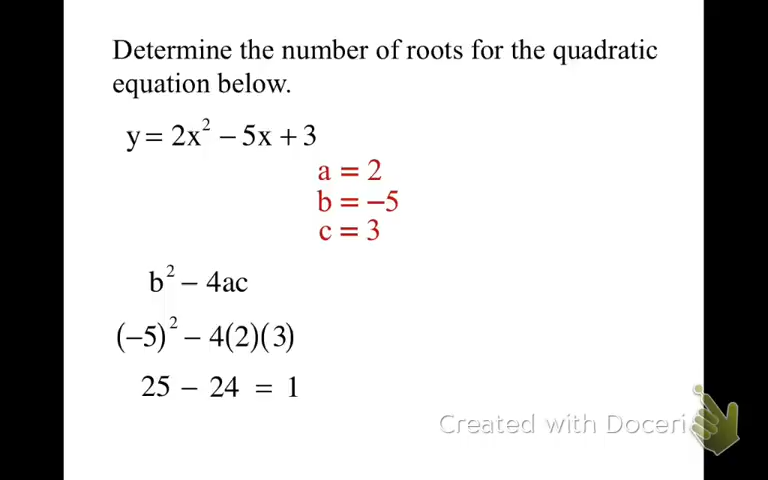 Determine the number of roots for the quadratic
equation below.
y = 2x² − 5x + 3
a = 2
b = −5
c = 3
b² − 4ac
(−5)² − 4(2)(3)
25 − 24 = 1
Created with Doceri